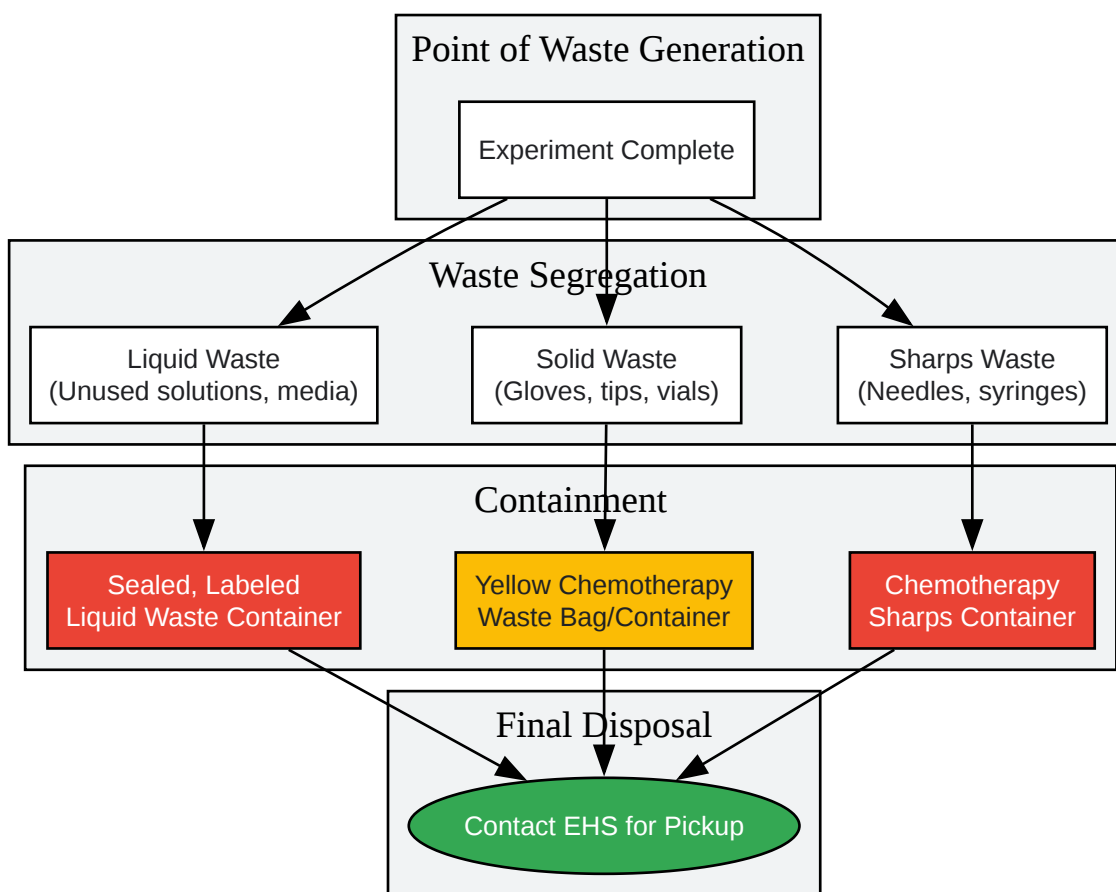 Point of Waste Generation
Experiment Complete
Waste Segregation
Liquid Waste
(Unused solutions, media)
Solid Waste
(Gloves, tips, vials)
Sharps Waste
(Needles, syringes)
Containment
Sealed, Labeled
Liquid Waste Container
Yellow Chemotherapy
Waste Bag/Container
Chemotherapy
Sharps Container
Final Disposal
Contact EHS for Pickup